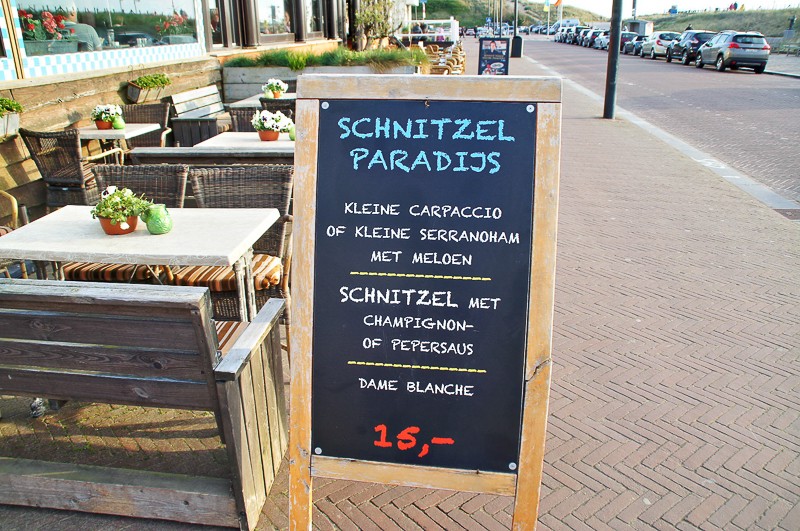 SCHNITZEL
PARADIJS
KLEINE CARPACCIO
OF KLEINE SERRANOHAM
MET MELOEN
SCHNITZEL MET
CHAMPIGNON-
OF PEPERSAUS
DAME BLANCHE
15,-